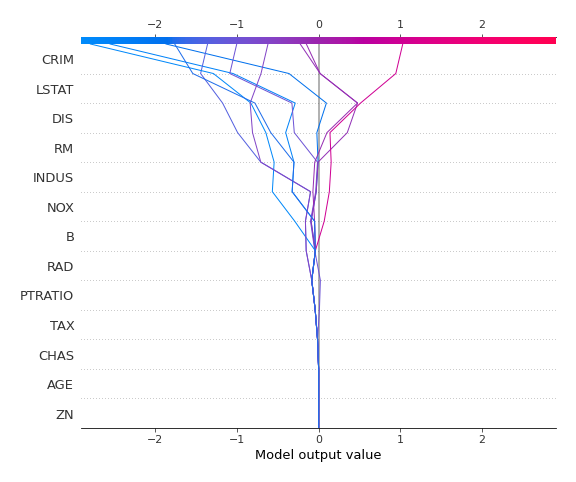 −2 −1 0 1 2
CRIM
LSTAT
DIS
RM
INDUS
NOX
B
RAD
PTRATIO
TAX
CHAS
AGE
ZN
−2 −1 0 1 2
Model output value